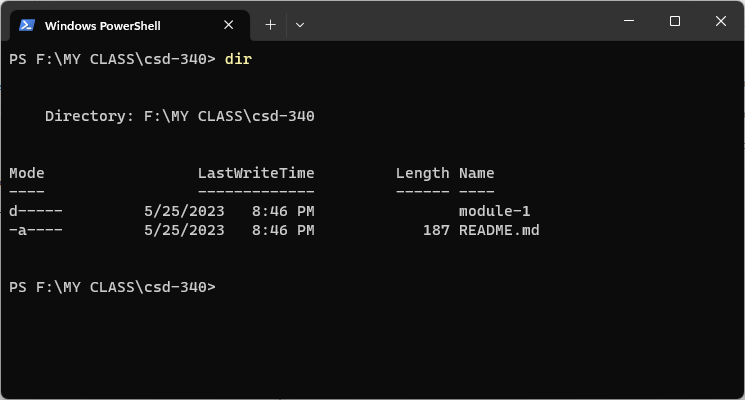 Windows PowerShell
PS F:\MY CLASS\csd-340> dir
Directory: F:\MY CLASS\csd-340
Mode                 LastWriteTime         Length Name
----                 -------------         ------ ----
d-----         5/25/2023   8:46 PM                module-1
-a----         5/25/2023   8:46 PM            187 README.md
PS F:\MY CLASS\csd-340>